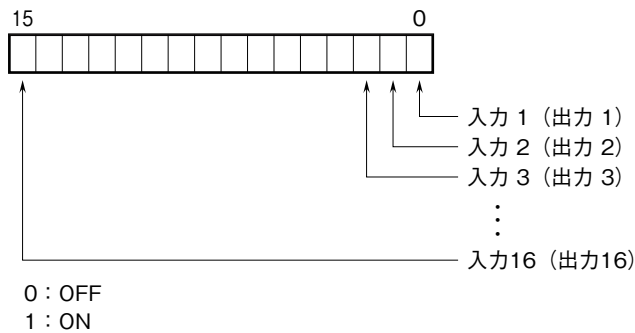 15 0
入力 1（出力 1）
入力 2（出力 2）
入力 3（出力 3）
⋮
入力16（出力16）
0：OFF
1：ON